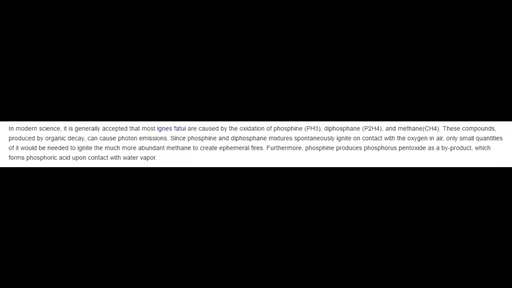 In modern science, it is generally accepted that most ignes fatui are caused by the oxidation of phosphine (PH3), diphosphane (P2H4), and methane(CH4). These compounds,
produced by organic decay, can cause photon emissions. Since phosphine and diphosphane mixtures spontaneously ignite on contact with the oxygen in air, only small quantities
of it would be needed to ignite the much more abundant methane to create ephemeral fires. Furthermore, phosphine produces phosphorus pentoxide as a by-product, which
forms phosphoric acid upon contact with water vapor.